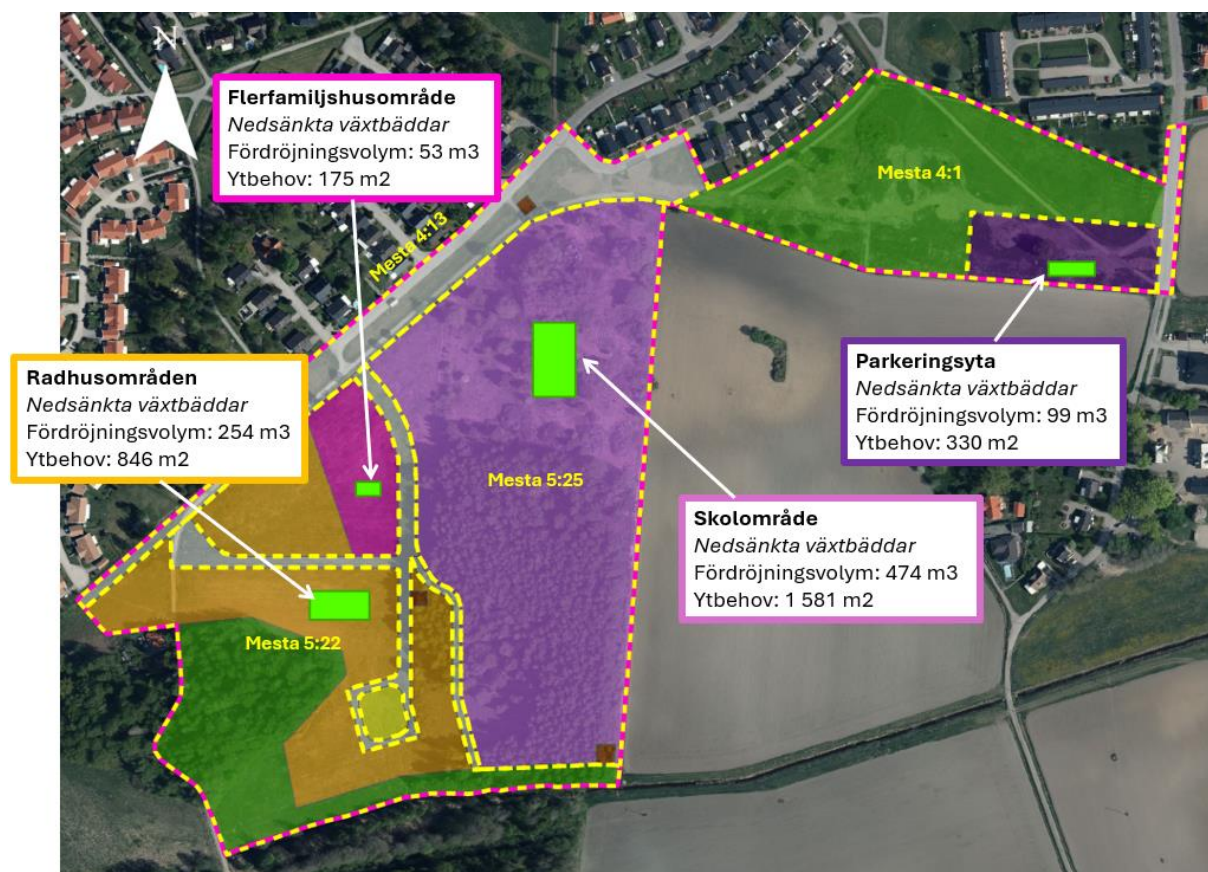 N
Flerfamiljshusområde
Nedsänkta växtbäddar
Fördröjningsvolym: 53 m3
Ytbehov: 175 m2
Mesta 4:1
Mesta 4:13
Radhusområden
Nedsänkta växtbäddar
Fördröjningsvolym: 254 m3
Ytbehov: 846 m2
Parkeringsyta
Nedsänkta växtbäddar
Fördröjningsvolym: 99 m3
Ytbehov: 330 m2
Mesta 5:25
Skolområde
Nedsänkta växtbäddar
Fördröjningsvolym: 474 m3
Ytbehov: 1 581 m2
Mesta 5:22